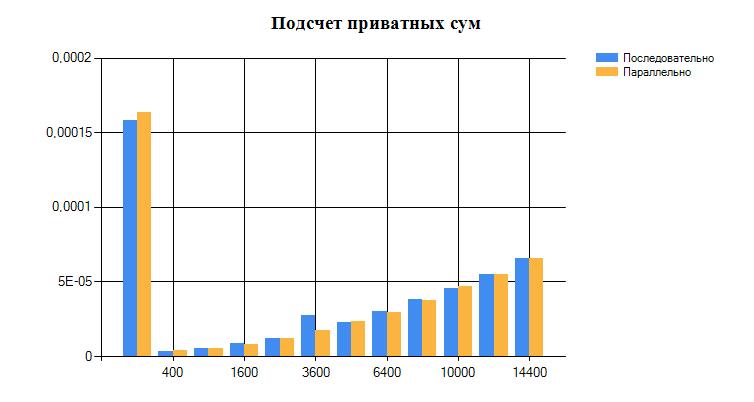 Подсчет приватных сум
Последовательно
Параллельно
0,0002
0,00015
0,0001
5E-05
0
400 1600 3600 6400 10000 14400